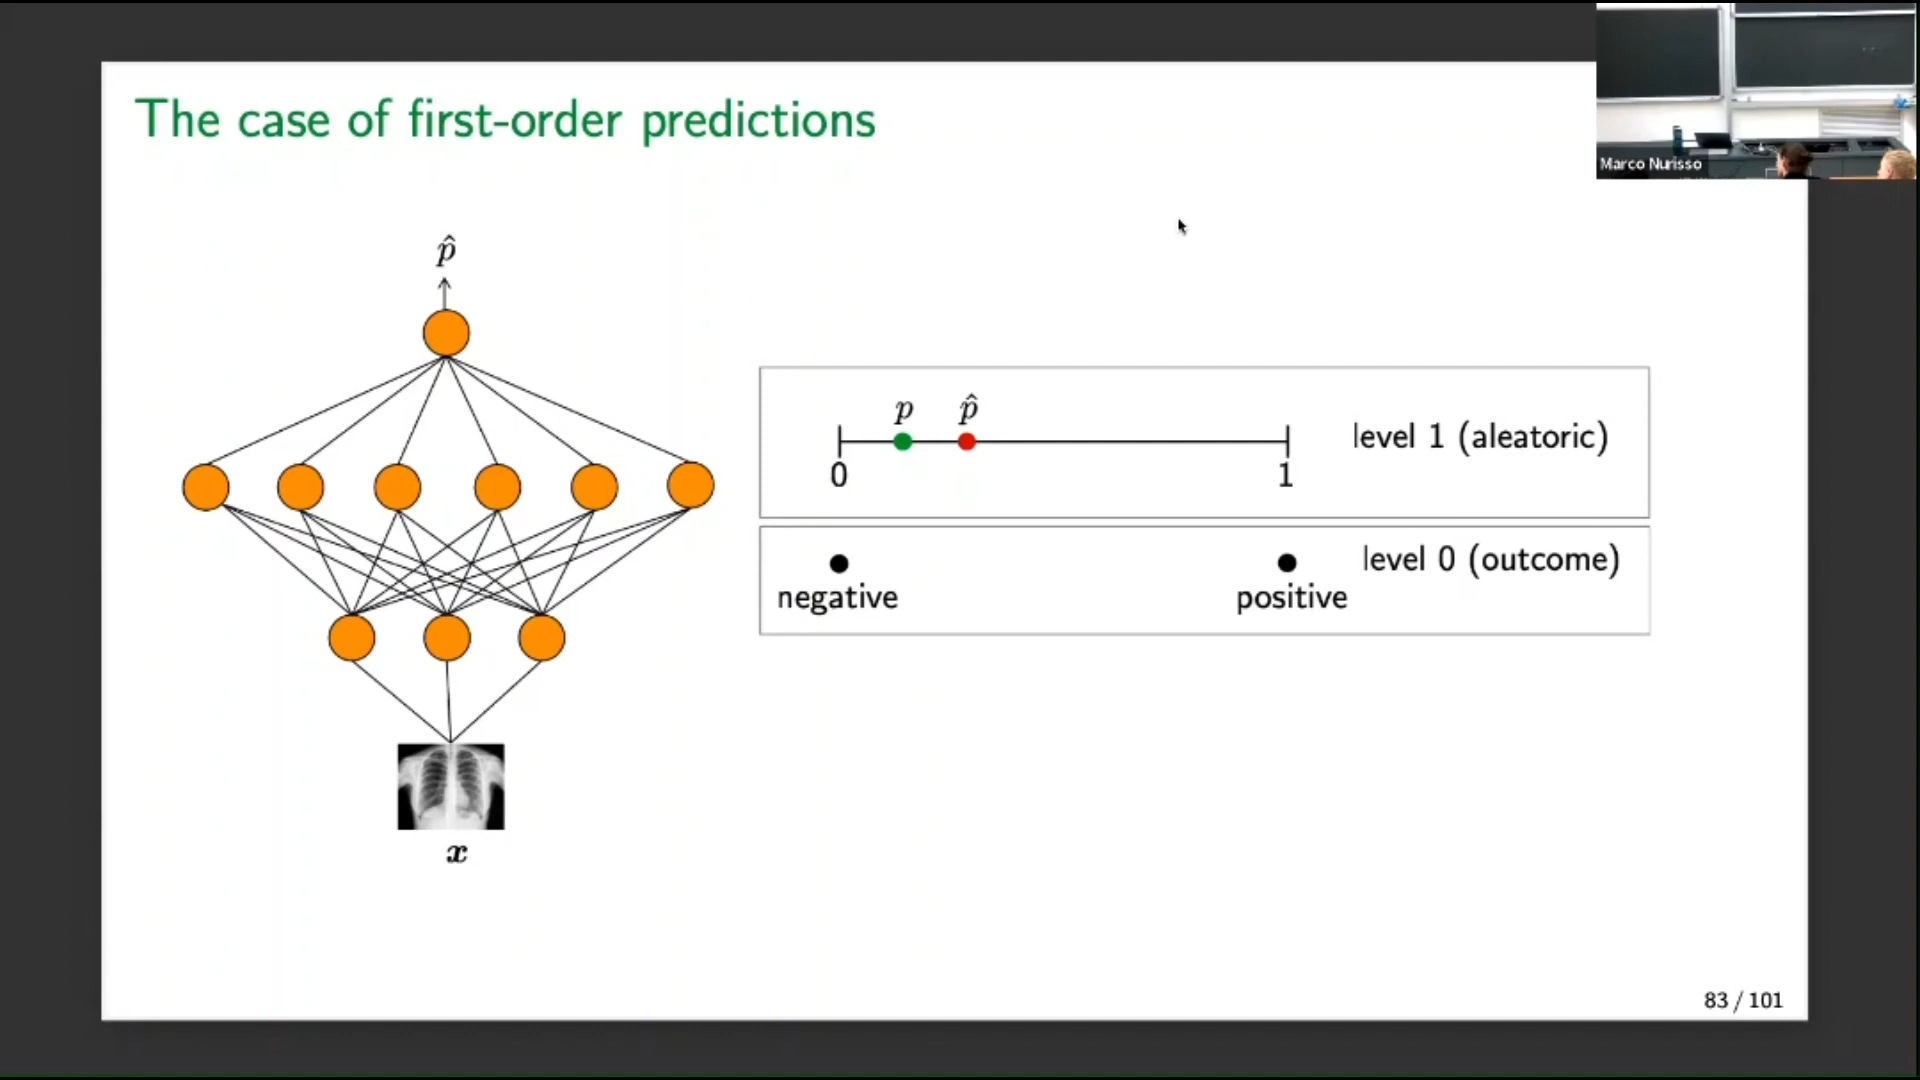 The case of first-order predictions
Marco Nurisso
p̂
p p̂
level 1 (aleatoric)
0 1
level 0 (outcome)
negative positive
x
83 / 101